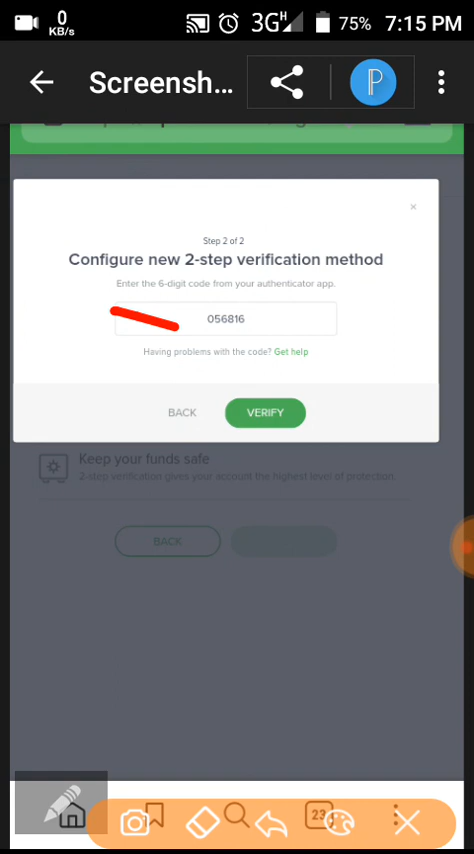 0
KB/s
3G H
75%
7:15 PM
Screensh...
Step 2 of 2
Configure new 2-step verification method
Enter the 6-digit code from your authenticator app.
056816
Having problems with the code? Get help
BACK
VERIFY
Keep your funds safe
2-step verification gives your account the highest level of protection.
BACK
23